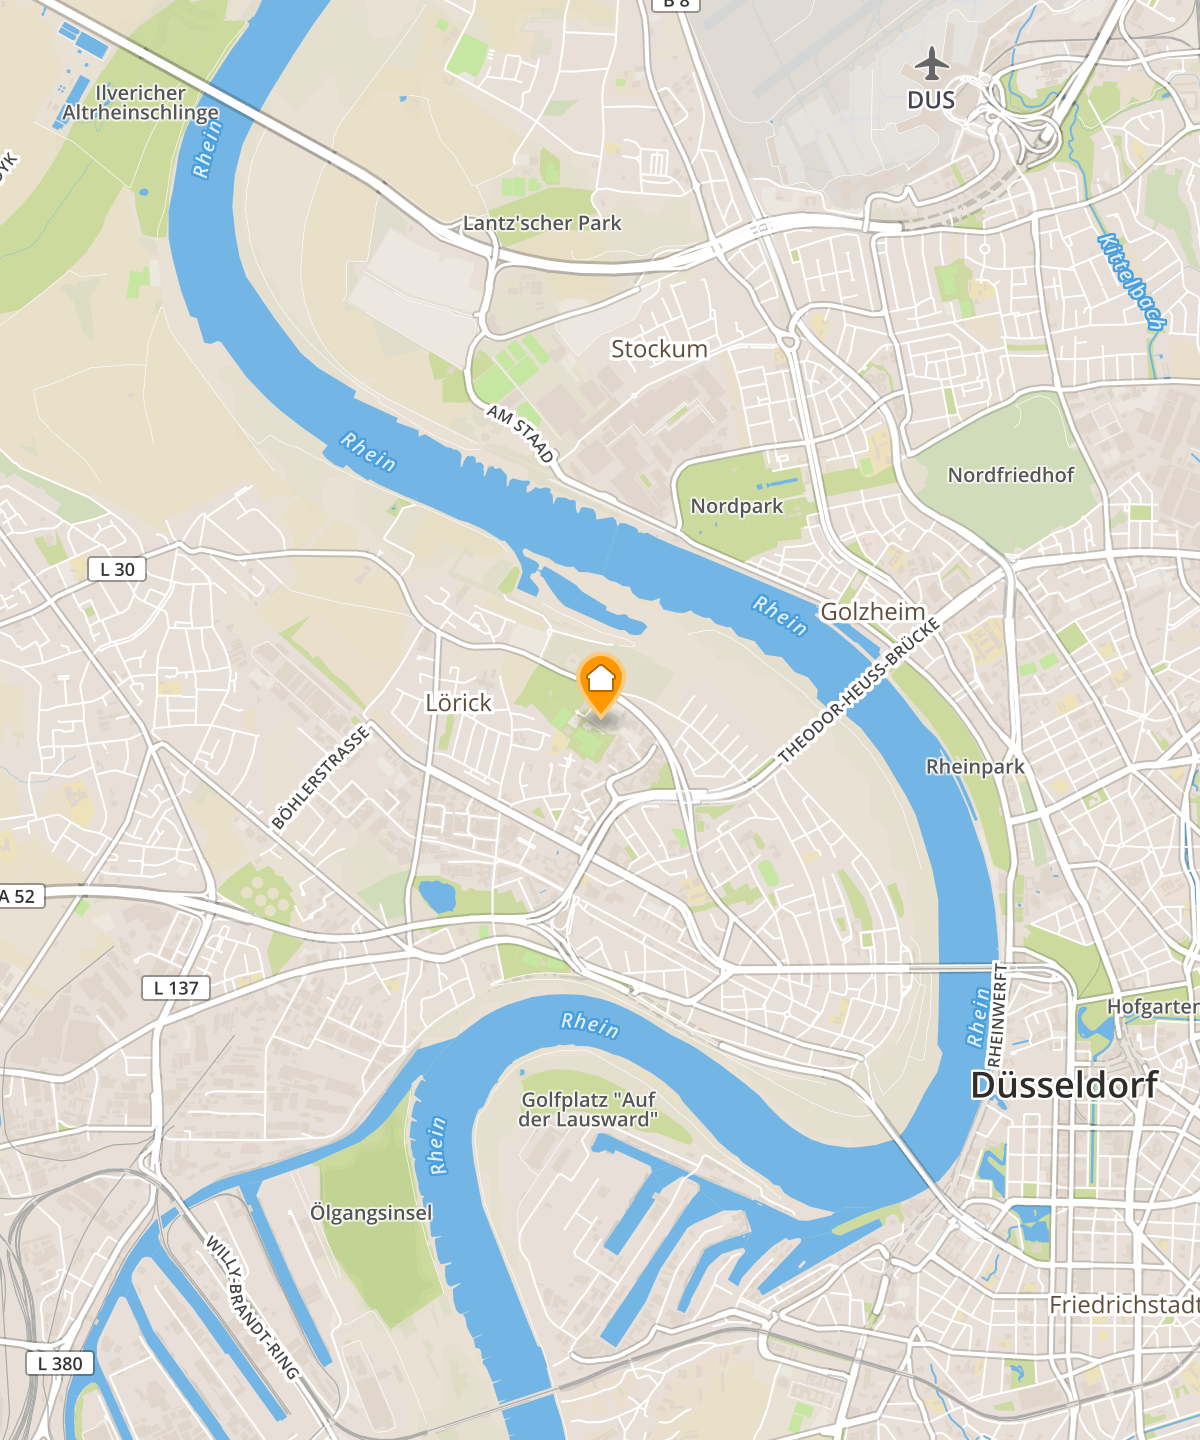 B 8
DUS
Ilvericher
Altrheinschlinge
Rhein
Kittelbach
Lantz'scher Park
Stockum
AM STAAD
Rhein
Nordfriedhof
Nordpark
L 30
Rhein
Golzheim
THEODOR-HEUSS-BRÜCKE
Lörick
BÖHLERSTRASSE
Rheinpark
A 52
L 137
Rhein
Rhein
RHEINWERFT
Hofgarten
Düsseldorf
Golfplatz "Auf
der Lausward"
Rhein
Ölgangsinsel
WILLY-BRANDT-RING
Friedrichstadt
L 380